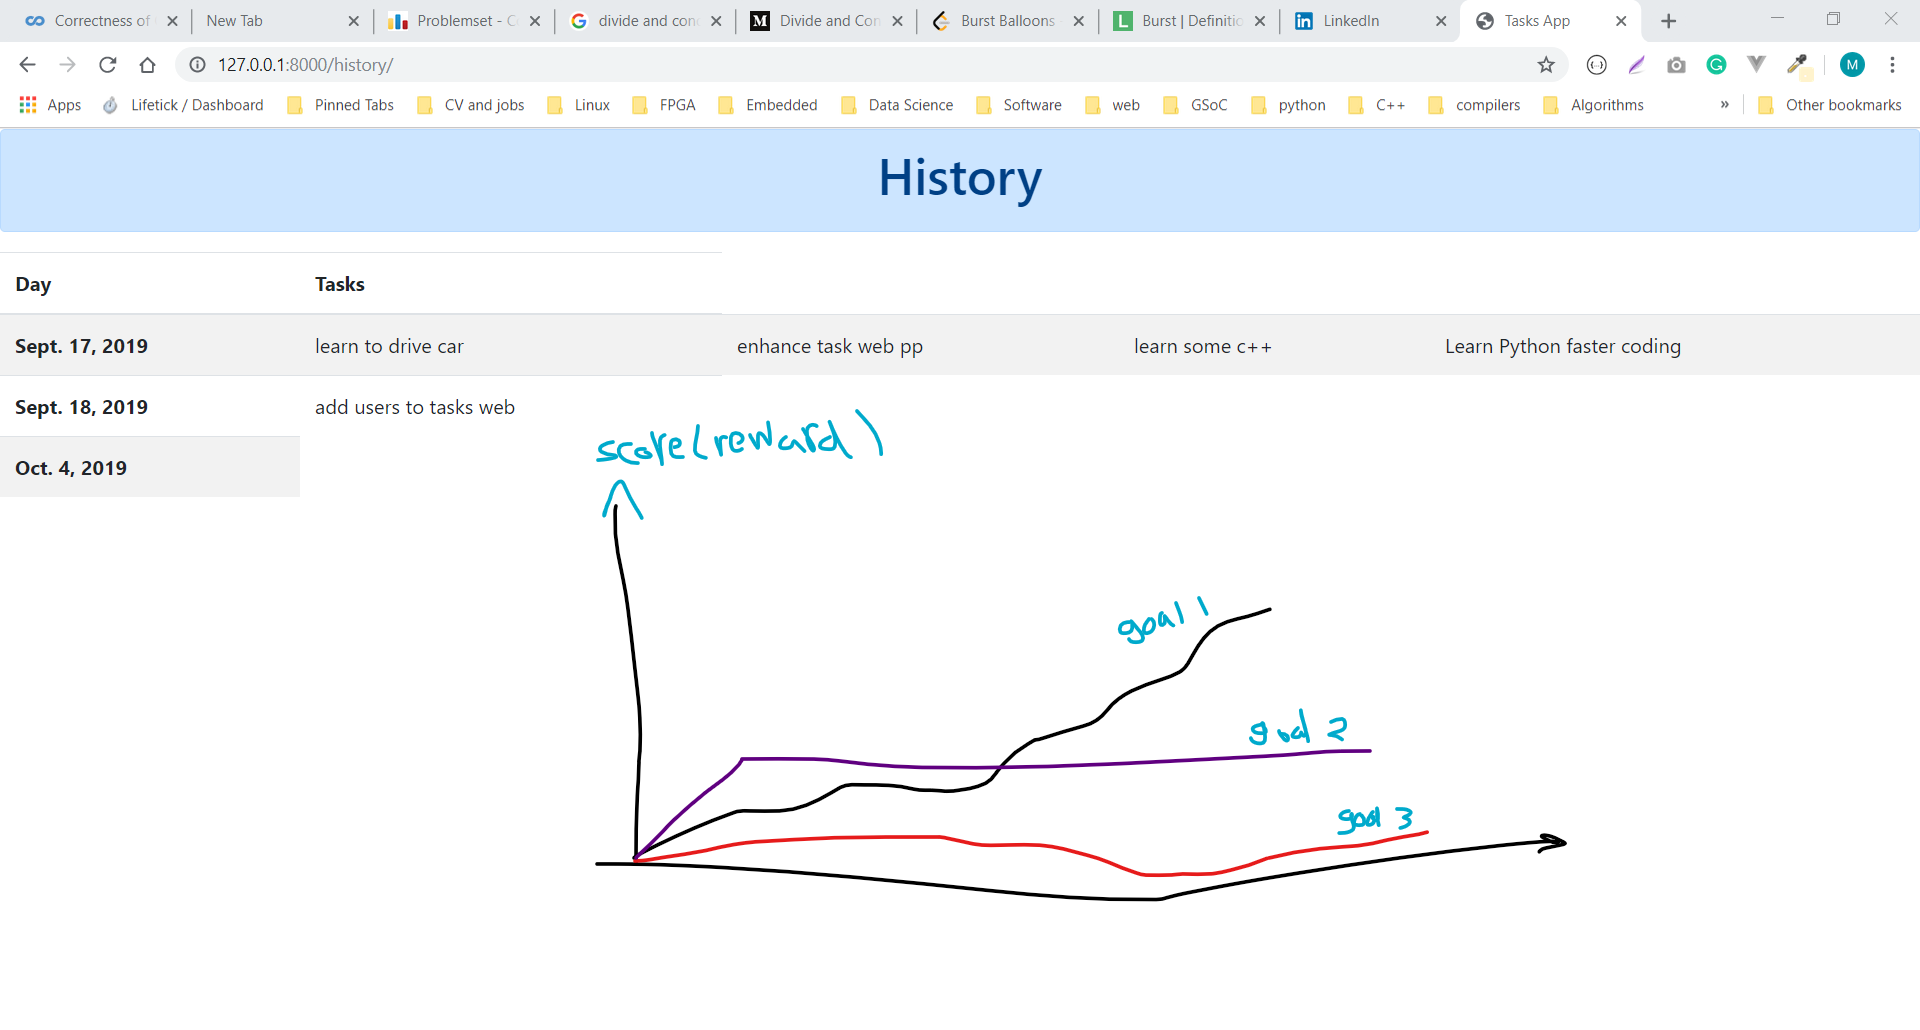 Correctness of
New Tab
Problemset - C
divide and con
Divide and Con
Burst Balloons
Burst | Definitio
LinkedIn
Tasks App
127.0.0.1:8000/history/
M
Apps
Lifetick / Dashboard
Pinned Tabs
CV and jobs
Linux
FPGA
Embedded
Data Science
Software
web
GSoC
python
C++
compilers
Algorithms
»
Other bookmarks
History
Day Tasks
Sept. 17, 2019 learn to drive car enhance task web pp learn some c++ Learn Python faster coding
Sept. 18, 2019 add users to tasks web
score(reward)
Oct. 4, 2019
goal 1
goal 2
goal 3